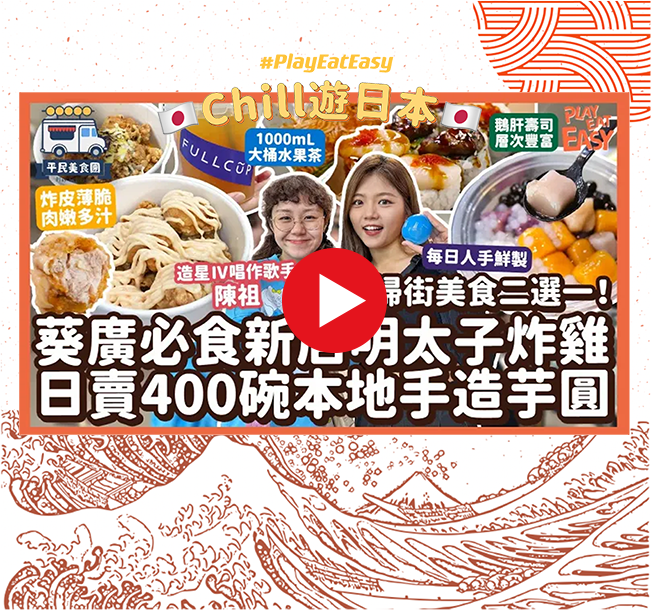 #PlayEatEasy
Chill遊日本
平民美食團
FULLCUP
1000mL
大桶水果茶
鵝肝壽司
層次豐富
PLAY
EAT
EASY
炸皮薄脆
肉嫩多汁
造星IV唱作歌手
陳祖
每日人手鮮製
掃街美食二選一!
葵廣必食新店明太子炸雞
日賣400碗本地手造芋圓